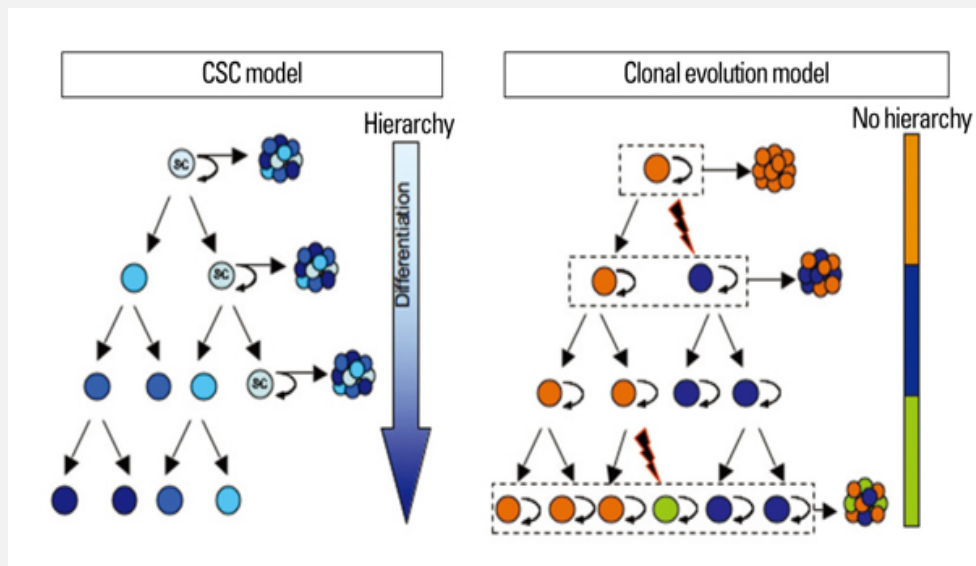 CSC model
Clonal evolution model
Hierarchy
No hierarchy
Differentiation
SC
SC
SC